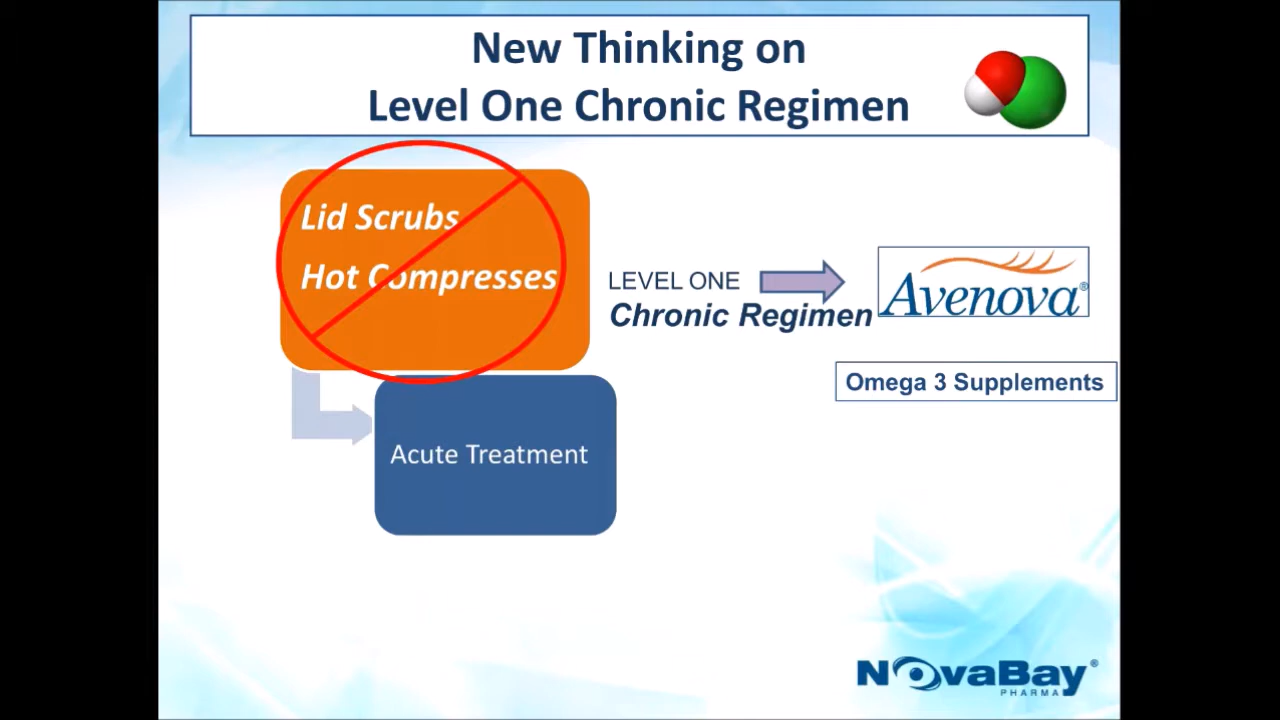 New Thinking on
Level One Chronic Regimen
Lid Scrubs
Hot Compresses
LEVEL ONE
Chronic Regimen
Avenova®
Omega 3 Supplements
Acute Treatment
NovaBay®
PHARMA